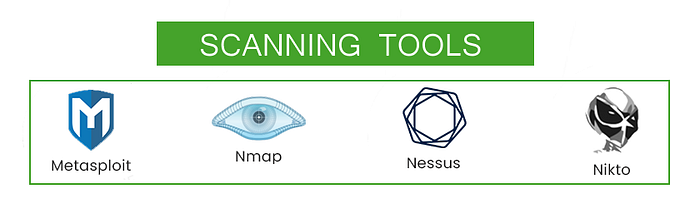 SCANNING TOOLS
Metasploit
Nmap
Nessus
Nikto